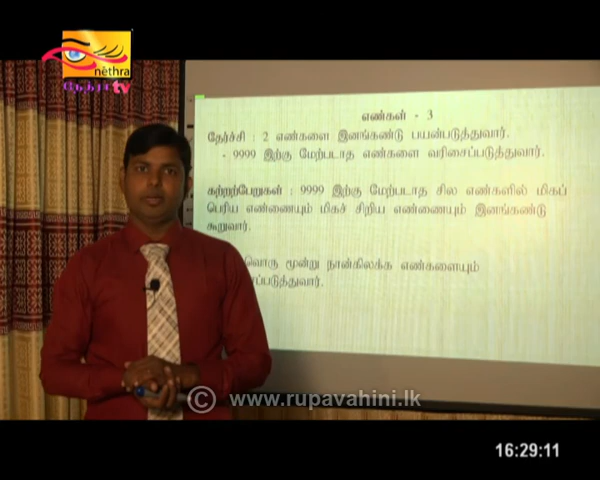 nethra
நேத்ரா tv
எண்கள் - 3
தேர்ச்சி : 2 எண்களை இனங்கண்டு பயன்படுத்துவார்.
- 9999 இற்கு மேற்படாத எண்களை வரிசைப்படுத்துவார்.
கற்றற்பேறுகள் : 9999 இற்கு மேற்படாத சில எண்களில் மிகப்
பெரிய எண்ணையும் மிகச் சிறிய எண்ணையும் இனங்கண்டு
கூறுவார்.
மூன்று நான்கிலக்க எண்களையும்
© www.rupavahini.lk
16:29:11